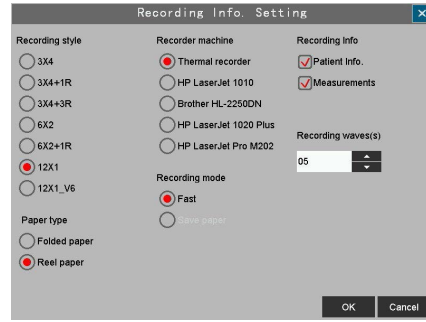 Recording Info. Setting
Recording style
3X4
3X4+1R
3X4+3R
6X2
6X2+1R
12X1
12X1_V6
Paper type
Folded paper
Reel paper
Recorder machine
Thermal recorder
HP LaserJet 1010
Brother HL-2250DN
HP LaserJet 1020 Plus
HP LaserJet Pro M202
Recording mode
Fast
Save paper
Recording Info
Patient Info.
Measurements
Recording waves(s)
05
OK
Cancel